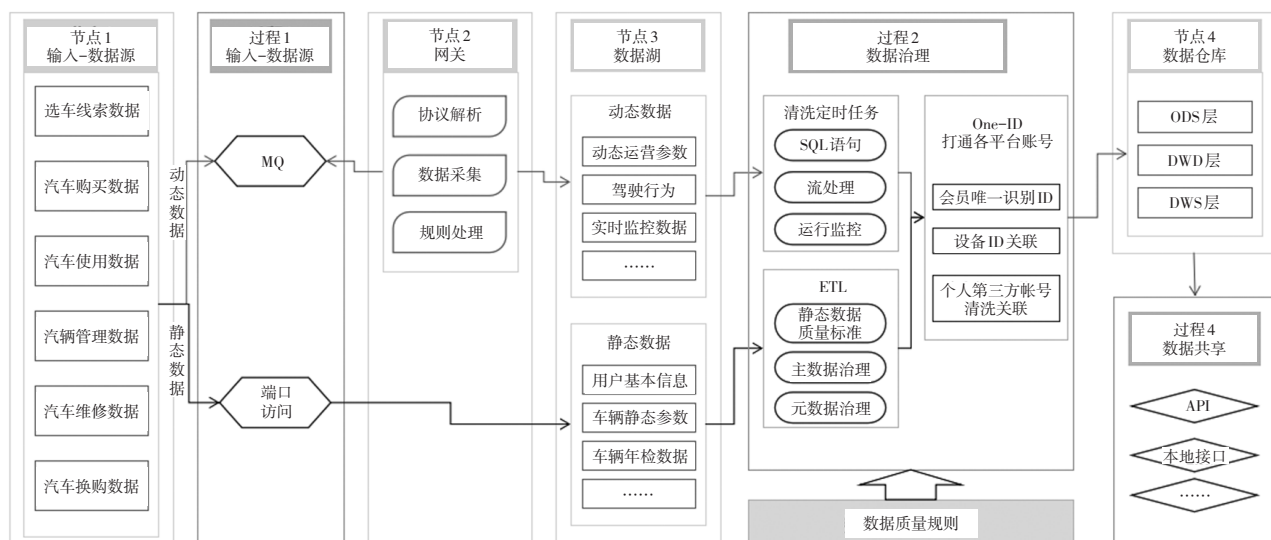 节点1
输入-数据源
选车线索数据
汽车购买数据
汽车使用数据
汽辆管理数据
汽车维修数据
汽车换购数据
动态数据
静态数据
过程1
输入-数据源
MQ
端口
访问
节点2
网关
协议解析
数据采集
规则处理
节点3
数据湖
动态数据
动态运营参数
驾驶行为
实时监控数据
……
静态数据
用户基本信息
车辆静态参数
车辆年检数据
……
过程2
数据治理
清洗定时任务
SQL语句
流处理
运行监控
ETL
静态数据
质量标准
主数据治理
元数据治理
One-ID
打通各平台账号
会员唯一识别ID
设备ID关联
个人第三方帐号
清洗关联
数据质量规则
节点4
数据仓库
ODS层
DWD层
DWS层
过程4
数据共享
API
本地接口
……